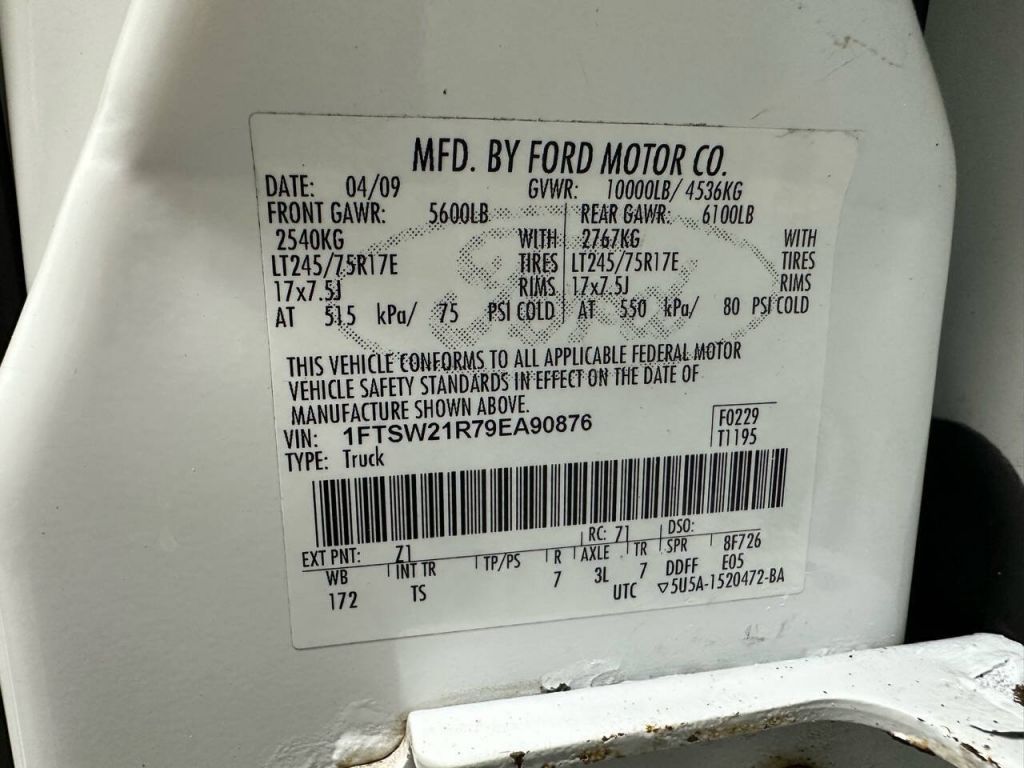 MFD. BY FORD MOTOR CO.
DATE: 04/09 GVWR: 10000LB/ 4536KG
FRONT GAWR: 5600LB REAR GAWR: 6100LB
2540KG WITH 2767KG WITH
LT245/75R17E TIRES LT245/75R17E TIRES
17x7.5J RIMS 17x7.5J RIMS
AT 515 kPa/ 75 PSI COLD AT 550 kPa/ 80 PSI COLD
THIS VEHICLE CONFORMS TO ALL APPLICABLE FEDERAL MOTOR
VEHICLE SAFETY STANDARDS IN EFFECT ON THE DATE OF
MANUFACTURE SHOWN ABOVE.
VIN: 1FTSW21R79EA90876 F0229
TYPE: Truck T1195
EXT PNT: Z1 RC: Z1 DSO:
WB INT TR TP/PS R AXLE TR SPR 8F726
172 TS 7 3L 7 DDFF E05
UTC ▽5U5A-1520472-BA